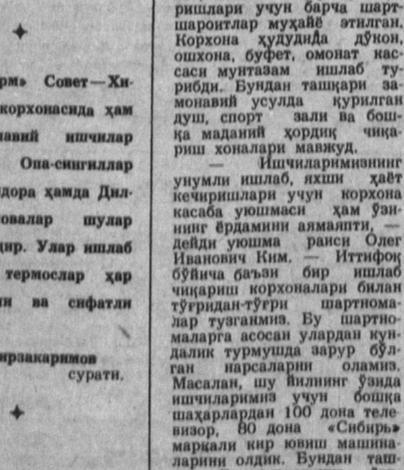 рм» Совет—Хи-
корхонасида ҳам
навий ишчилар
Опа-сингиллар
дора ҳамда Дил-
овалар шулар
дир. Улар ишлаб
термослар ҳар
ли ва сифатли
ирзакаримов
сурати.
ришлари учун барча шарт-
шароитлар муҳайё этилган.
Корхона ҳудудида дўкон,
ошхона, буфет, омонат кас-
саси мунтазам ишлаб ту-
рибди. Бундан ташқари за-
монавий усулда қурилган
душ, спорт зали ва бош-
қа маданий ҳордиқ чиқа-
риш хоналари мавжуд.
— Ишчиларимизнинг
унумли ишлаб, яхши ҳаёт
кечиришлари учун корхона
касаба уюшмаси ҳам ўзи-
нинг ёрдамини аямаяпти, —
дейди уюшма раиси Олег
Иванович Ким. — Иттифоқ
бўйича баъзи бир ишлаб
чиқариш корхоналари билан
тўғридан-тўғри шартнома-
лар тузганмиз. Бу шартно-
маларга асосан улардан кун-
далик турмушда зарур бўл-
ган нарсаларни оламиз.
Масалан, шу йилнинг ўзида
ишчиларимиз учун бошқа
шаҳарлардан 100 дона теле-
визор, 80 дона «Сибирь»
маркали кир ювиш машина-
ларини олдик. Бундан таш-